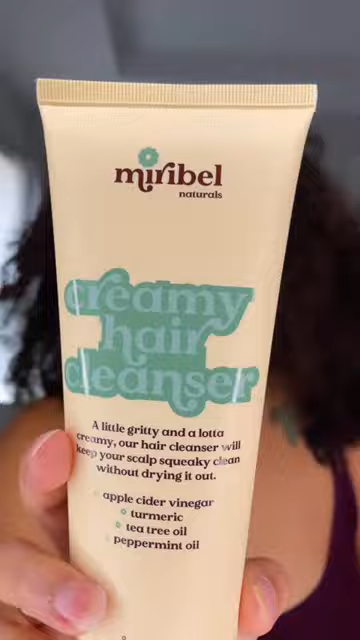 miribel
naturals
creamy
hair
cleanser
A little gritty and a lotta
creamy, our hair cleanser will
keep your scalp squeaky clean
without drying it out.
apple cider vinegar
turmeric
tea tree oil
peppermint oil